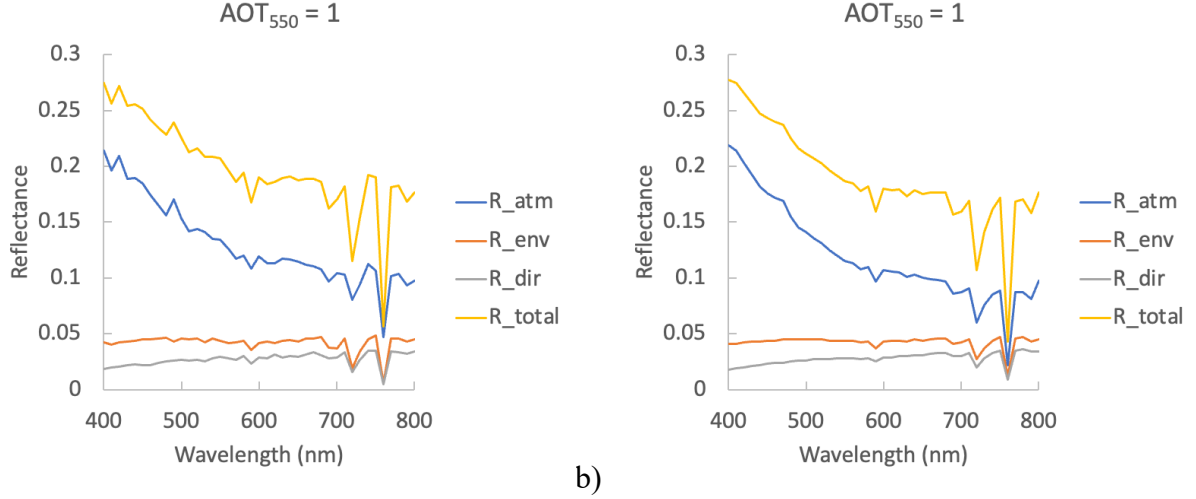 AOT550 = 1
0.3
0.25
0.2
0.15
0.1
0.05
0
Reflectance
400 500 600 700 800
Wavelength (nm)
R_atm
R_env
R_dir
R_total
b)
AOT550 = 1
0.3
0.25
0.2
0.15
0.1
0.05
0
Reflectance
400 500 600 700 800
Wavelength (nm)
R_atm
R_env
R_dir
R_total